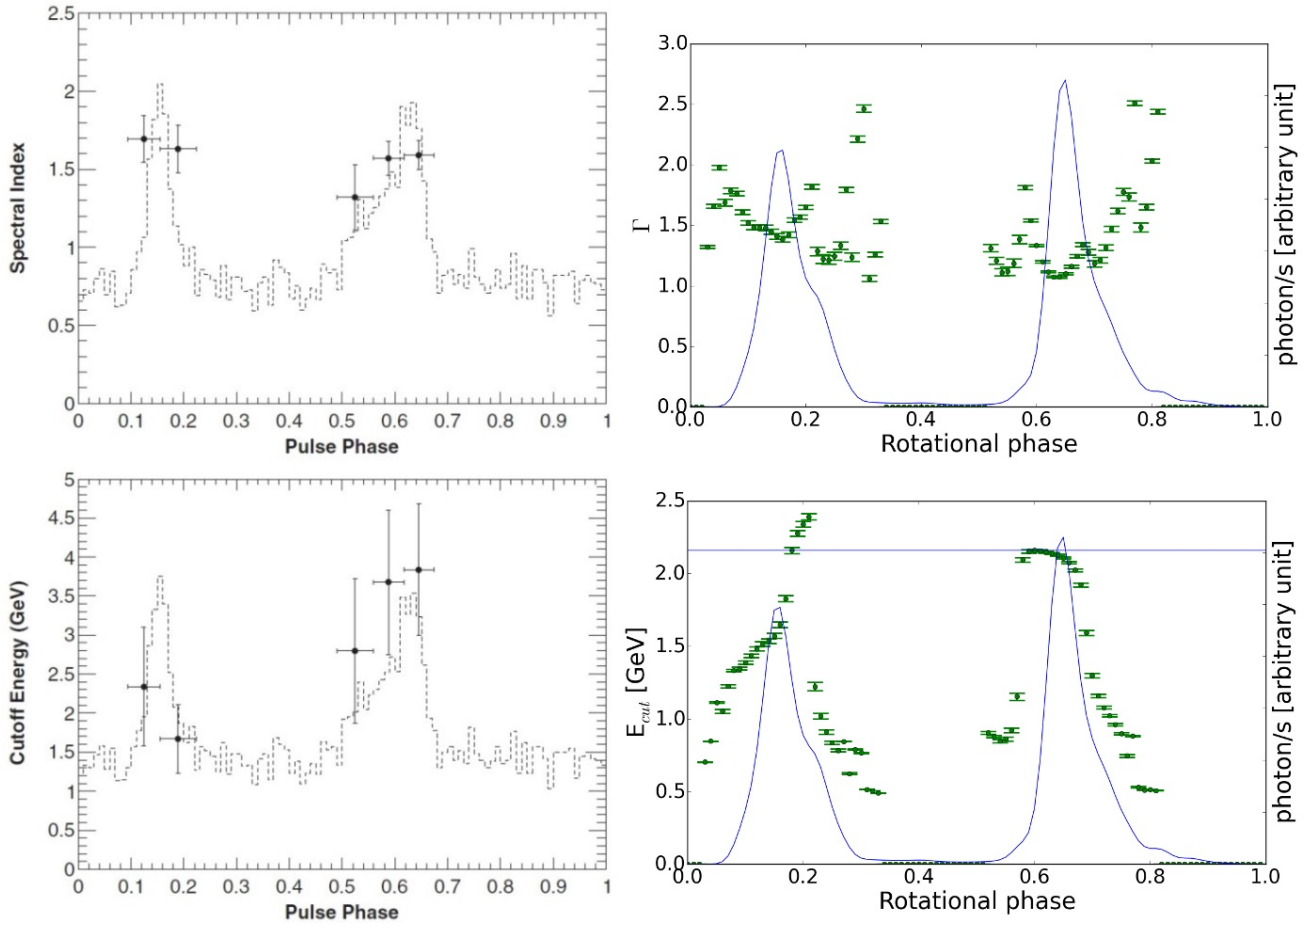 2.5
2
1.5
1
0.5
0
Spectral Index
0 0.1 0.2 0.3 0.4 0.5 0.6 0.7 0.8 0.9 1
Pulse Phase
3.0
2.5
2.0
1.5
1.0
0.5
0.0
Γ
photon/s [arbitrary unit]
0.0 0.2 0.4 0.6 0.8 1.0
Rotational phase
5
4.5
4
3.5
3
2.5
2
1.5
1
0.5
0
Cutoff Energy (GeV)
0 0.1 0.2 0.3 0.4 0.5 0.6 0.7 0.8 0.9 1
Pulse Phase
2.5
2.0
1.5
1.0
0.5
0.0
E_cut [GeV]
photon/s [arbitrary unit]
0.0 0.2 0.4 0.6 0.8 1.0
Rotational phase